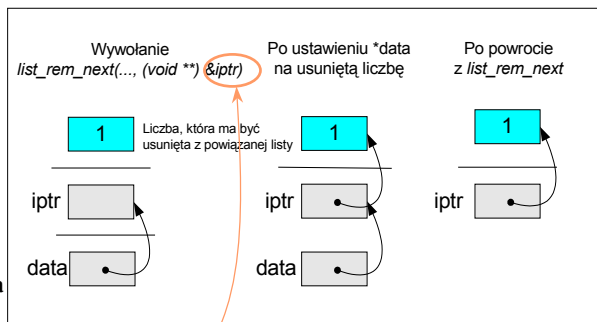 Wywołanie
list_rem_next(..., (void **) &iptr)
1
Liczba, która ma być
usunięta z powiązanej listy
iptr
data
Po ustawieniu *data
na usuniętą liczbę
1
iptr
data
Po powrocie
z list_rem_next
1
iptr
a